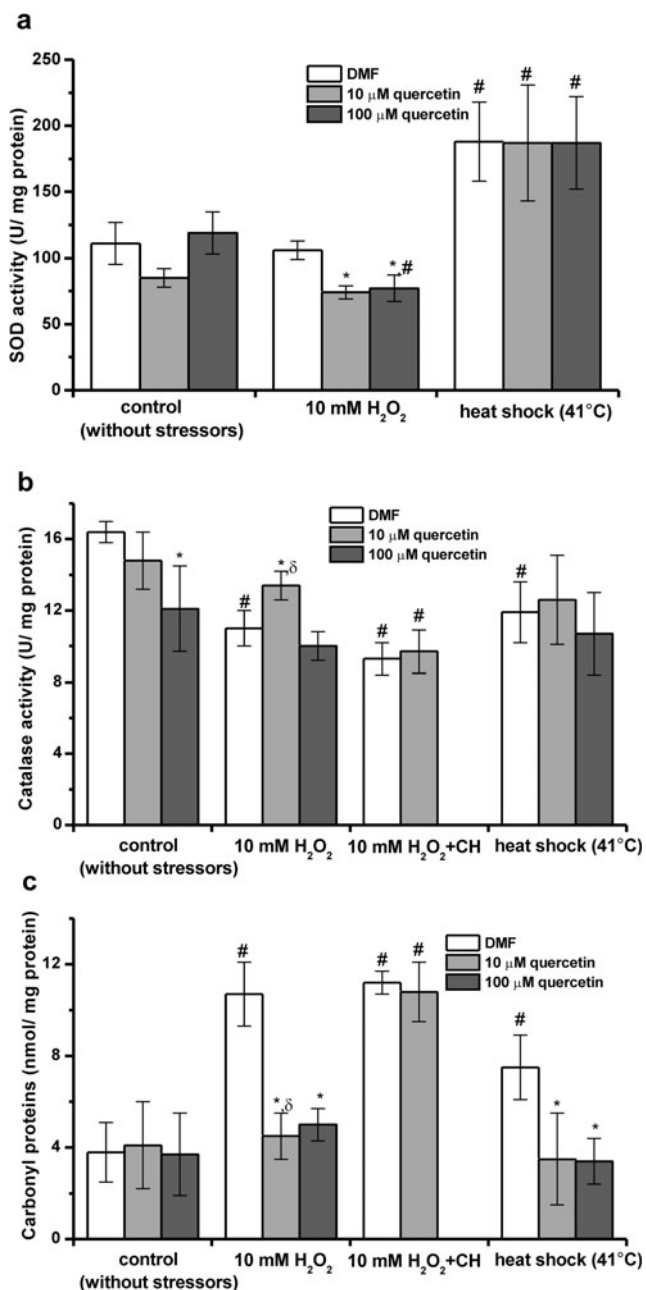 a
250
200
150
100
50
0
SOD activity (U/ mg protein)
DMF
10 μM quercetin
100 μM quercetin
# # #
* *,#
control
(without stressors)
10 mM H₂O₂
heat shock (41°C)
b
16
12
8
4
0
Catalase activity (U/ mg protein)
DMF
10 μM quercetin
100 μM quercetin
*
# *,δ
# #
#
control
(without stressors)
10 mM H₂O₂
10 mM H₂O₂+CH
heat shock (41°C)
c
12
8
4
0
Carbonyl proteins (nmol/ mg protein)
DMF
10 μM quercetin
100 μM quercetin
#
*,δ *
# #
#
* *
control
(without stressors)
10 mM H₂O₂
10 mM H₂O₂+CH
heat shock (41°C)